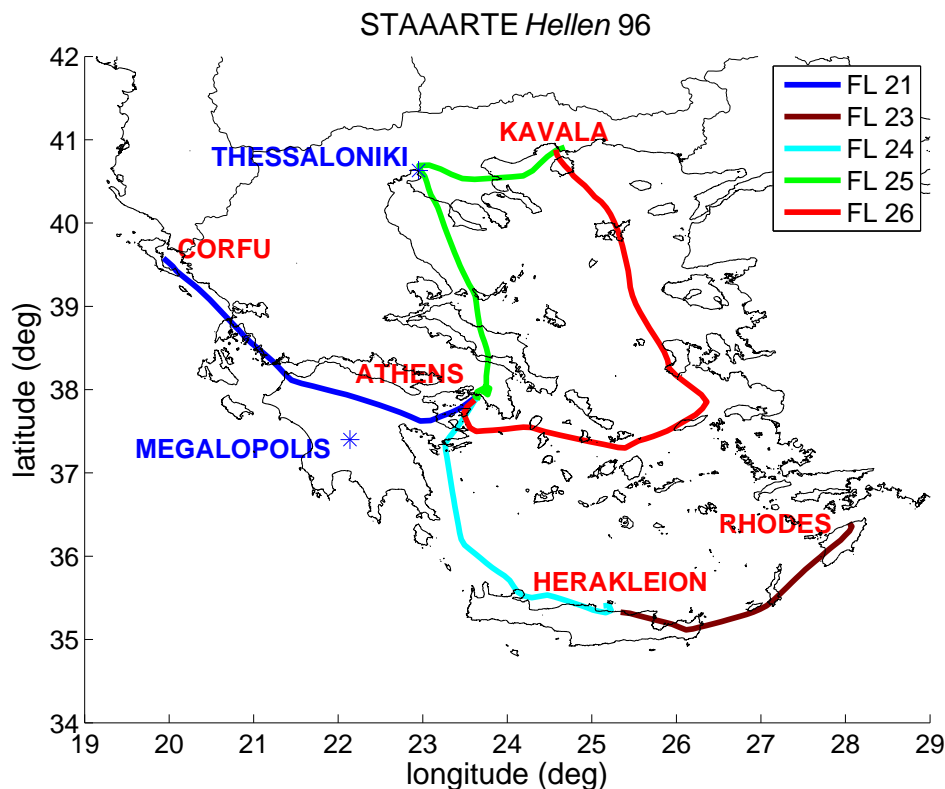 STAAARTE Hellen 96
42
41
40
39
38
37
36
35
34
latitude (deg)
FL 21
FL 23
FL 24
FL 25
FL 26
KAVALA
THESSALONIKI
CORFU
ATHENS
MEGALOPOLIS
RHODES
HERAKLEION
19 20 21 22 23 24 25 26 27 28 29
longitude (deg)